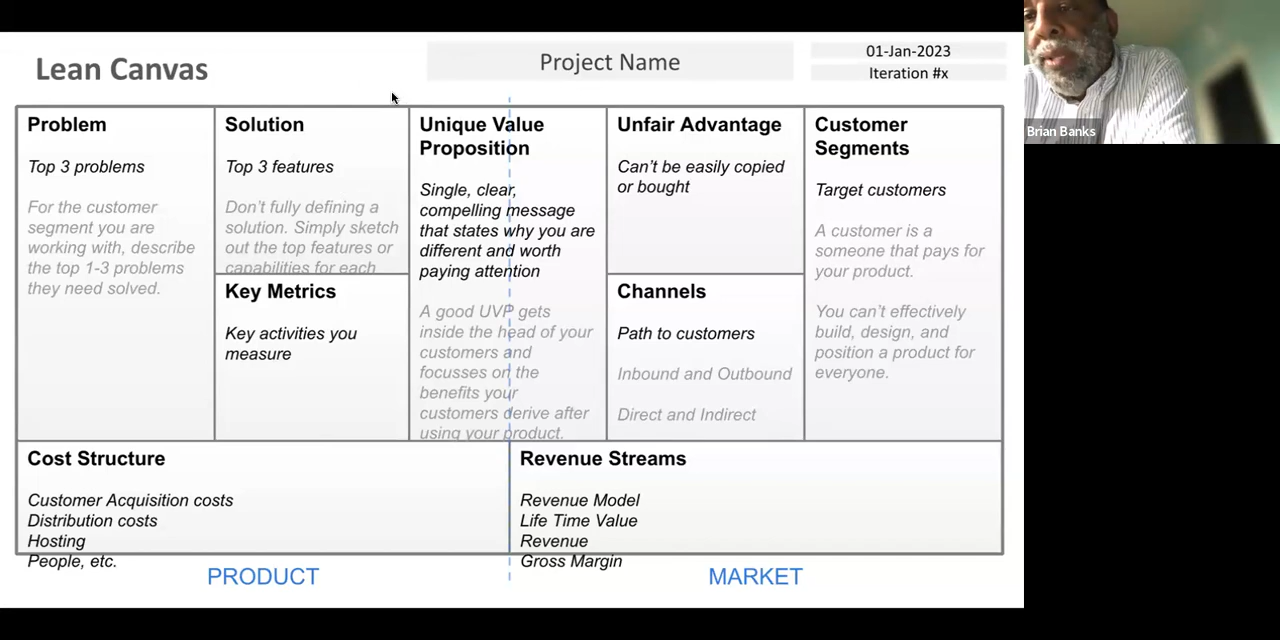 Lean Canvas
Project Name
01-Jan-2023
Iteration #x
Brian Banks
Problem
Top 3 problems
For the customer
segment you are
working with, describe
the top 1-3 problems
they need solved.
Solution
Top 3 features
Don’t fully defining a
solution. Simply sketch
out the top features or
capabilities for each
Key Metrics
Key activities you
measure
Unique Value
Proposition
Single, clear,
compelling message
that states why you are
different and worth
paying attention
A good UVP gets
inside the head of your
customers and
focusses on the
benefits your
customers derive after
using your product.
Unfair Advantage
Can’t be easily copied
or bought
Channels
Path to customers
Inbound and Outbound
Direct and Indirect
Customer
Segments
Target customers
A customer is a
someone that pays for
your product.
You can’t effectively
build, design, and
position a product for
everyone.
Cost Structure
Customer Acquisition costs
Distribution costs
Hosting
People, etc.
Revenue Streams
Revenue Model
Life Time Value
Revenue
Gross Margin
PRODUCT
MARKET